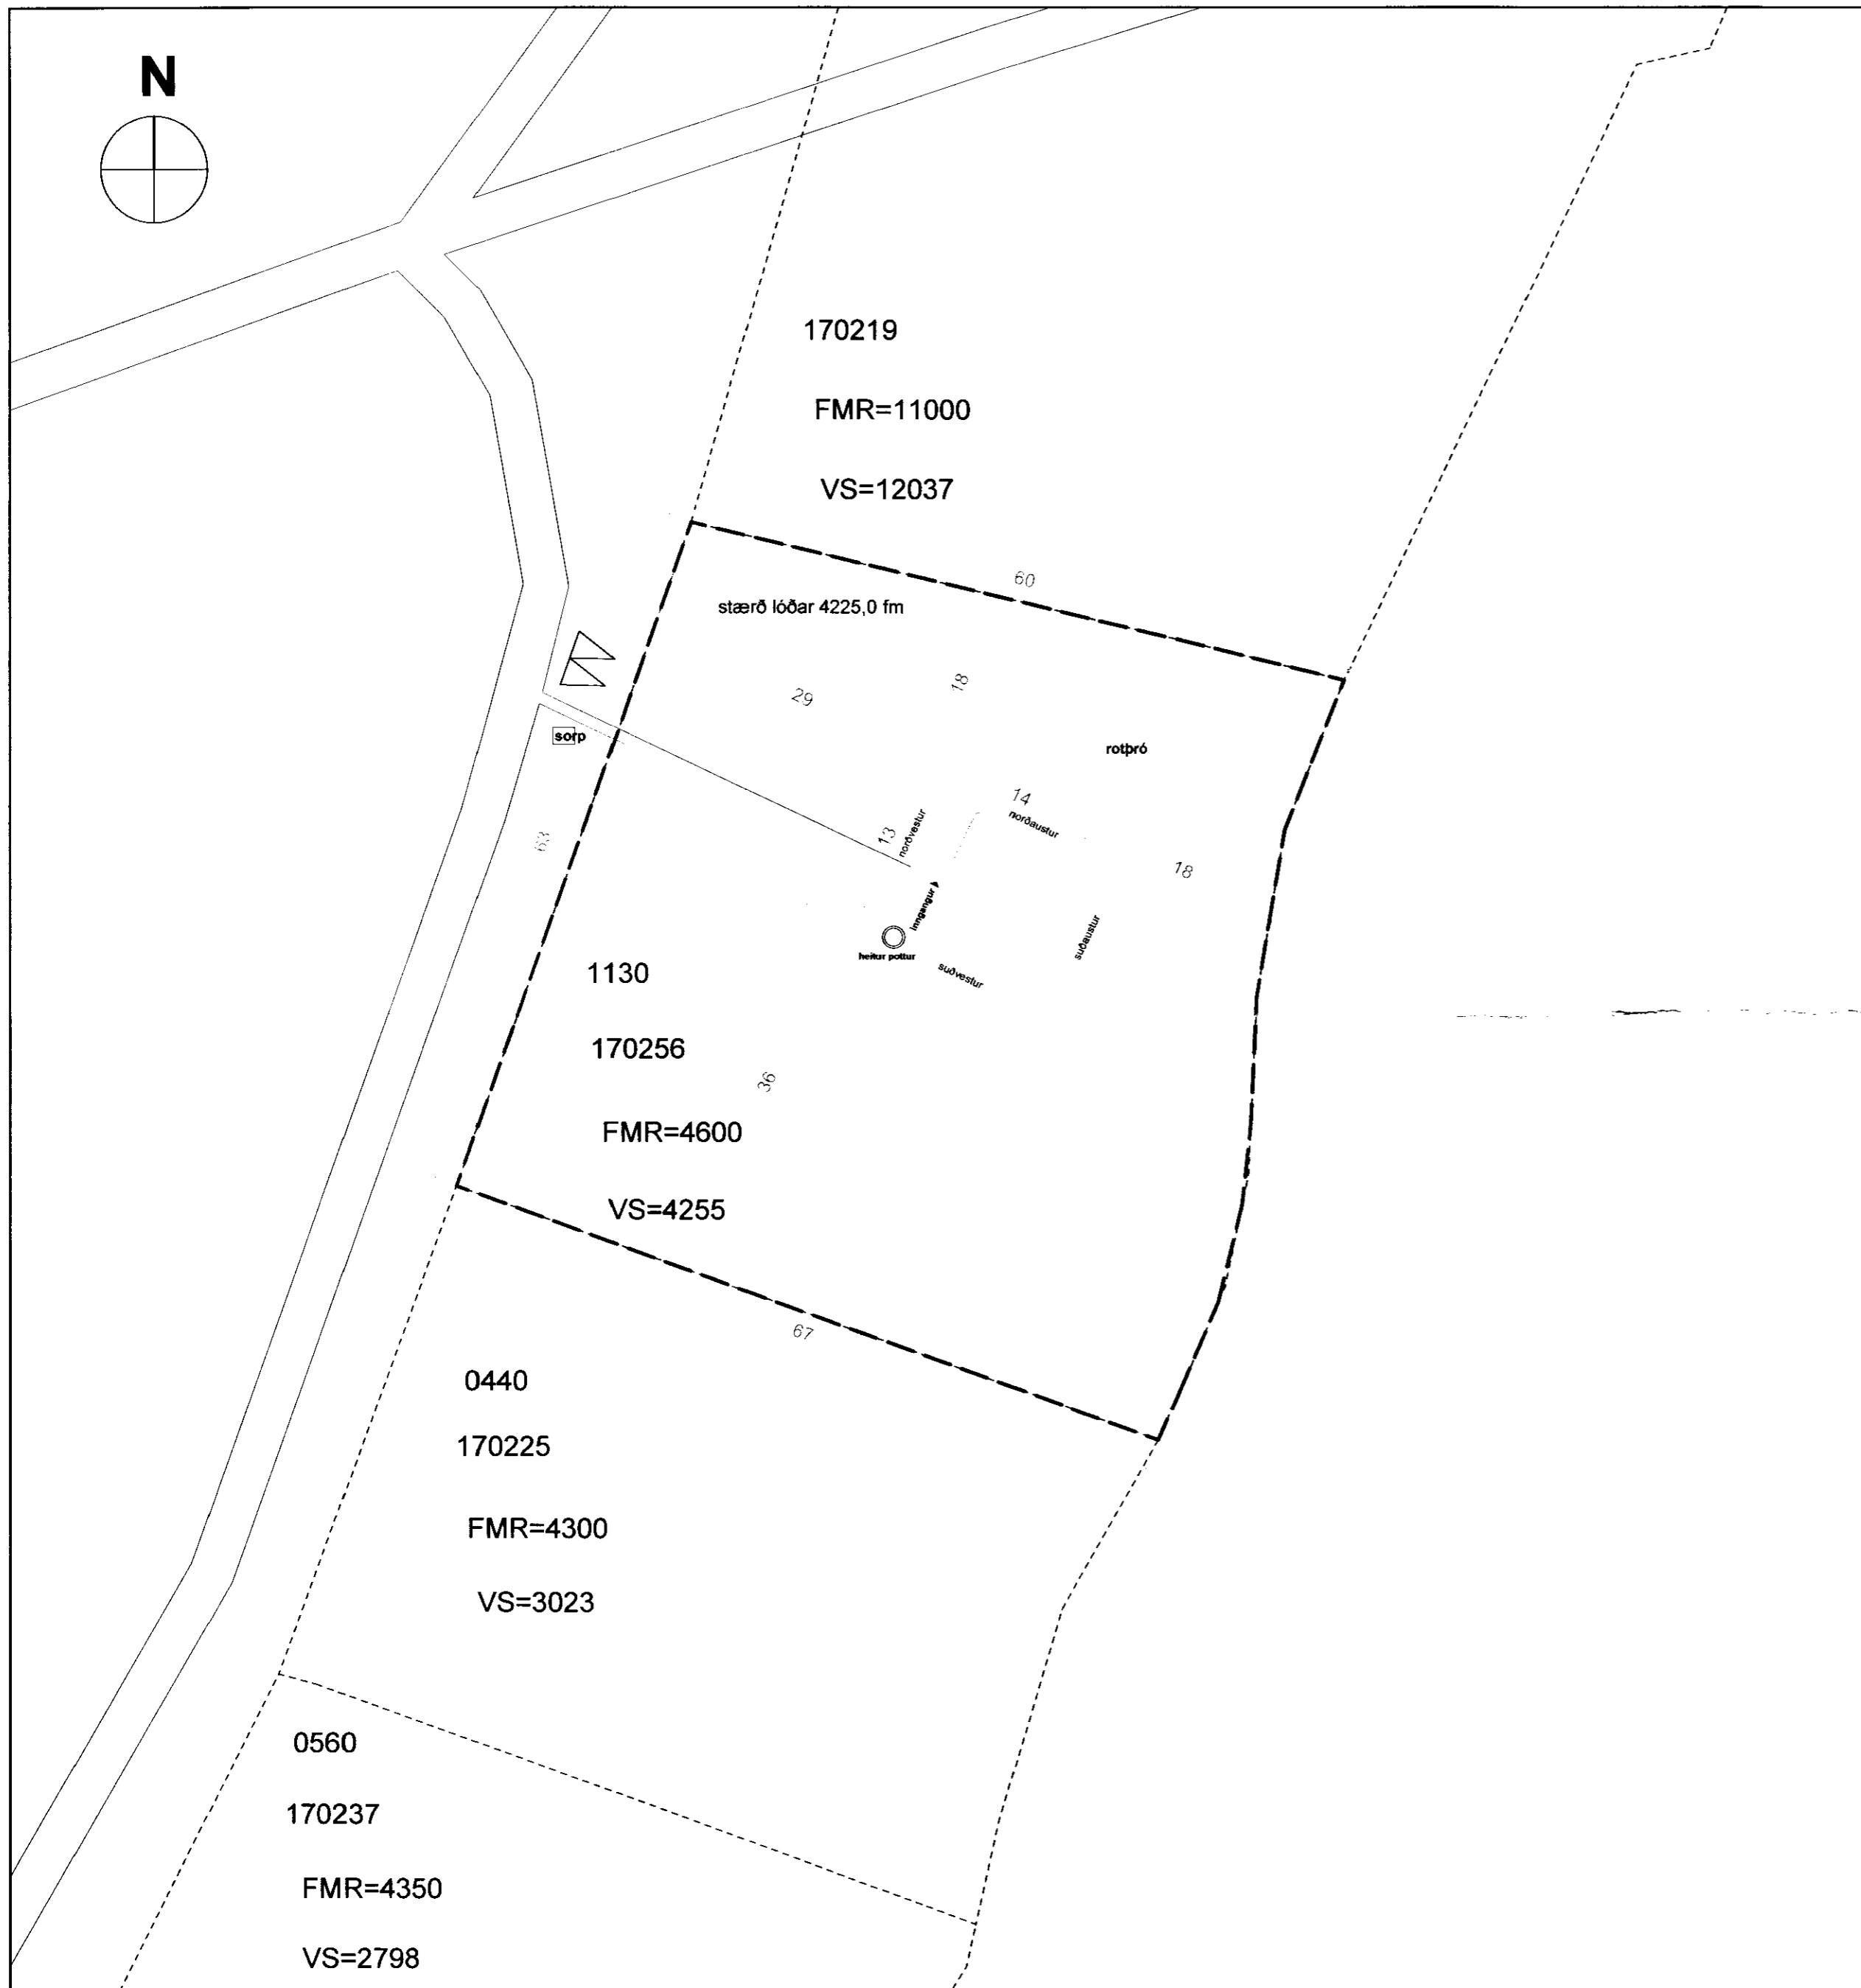 N
170219
FMR=11000
VS=12037
60
stærð lóðar 4225,0 fm
18
29
sorp
rotþró
14
norðaustur
13
norðvestur
63
18
Inngangur
suðaustur
heitur pottur
suðvestur
1130
170256
36
FMR=4600
VS=4255
67
0440
170225
FMR=4300
VS=3023
0560
170237
FMR=4350
VS=2798